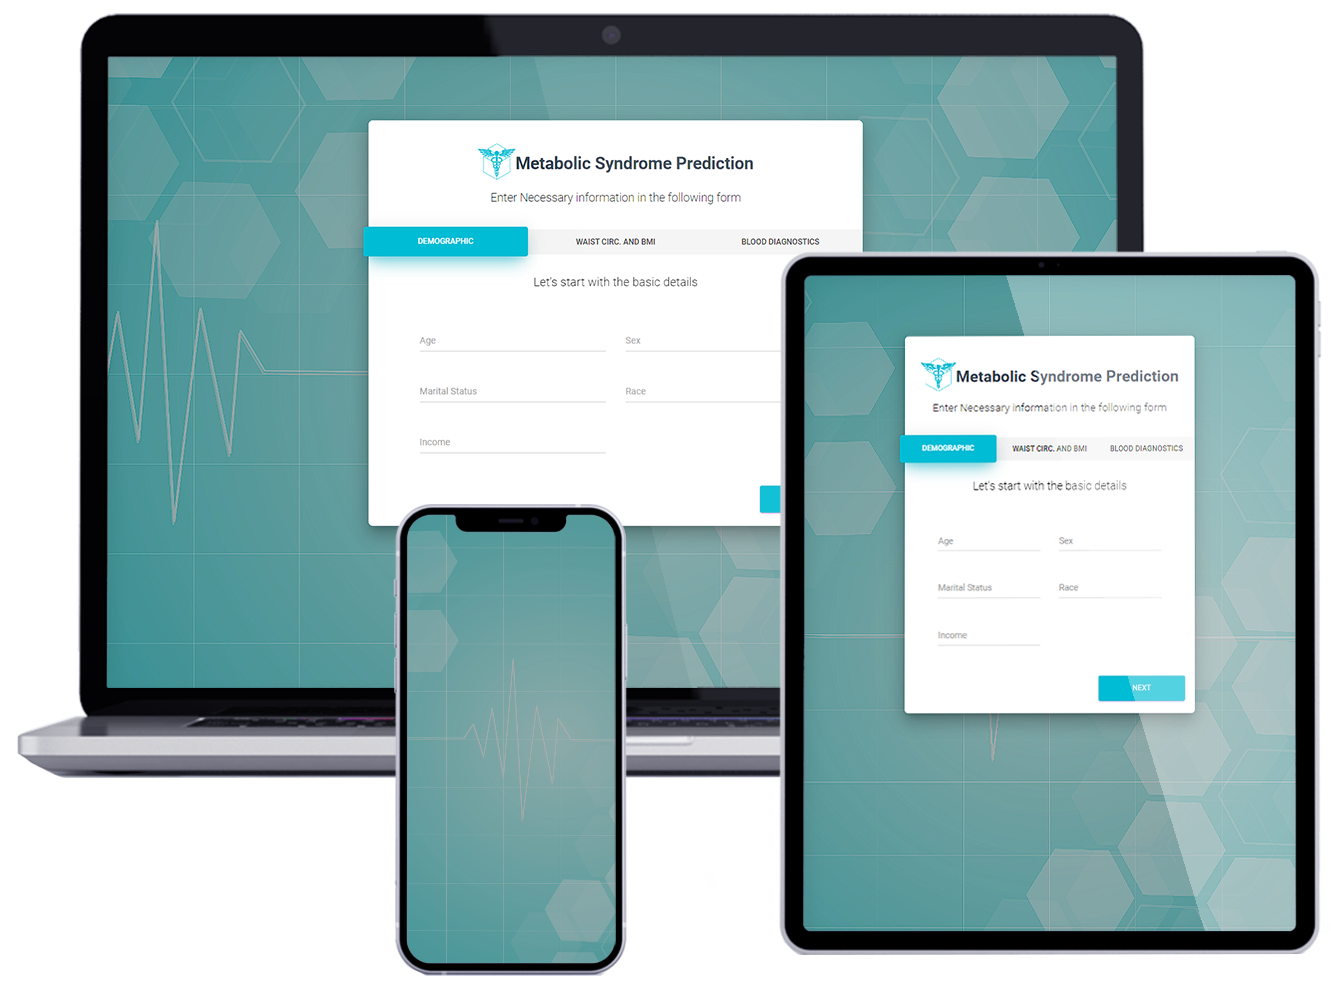 Metabolic Syndrome Prediction
Enter Necessary information in the following form
DEMOGRAPHIC WAIST CIRC. AND BMI BLOOD DIAGNOSTICS
Let's start with the basic details
Age Sex
Marital Status Race
Income
Metabolic Syndrome Prediction
Enter Necessary information in the following form
DEMOGRAPHIC WAIST CIRC. AND BMI BLOOD DIAGNOSTICS
Let's start with the basic details
Age Sex
Marital Status Race
Income
NEXT